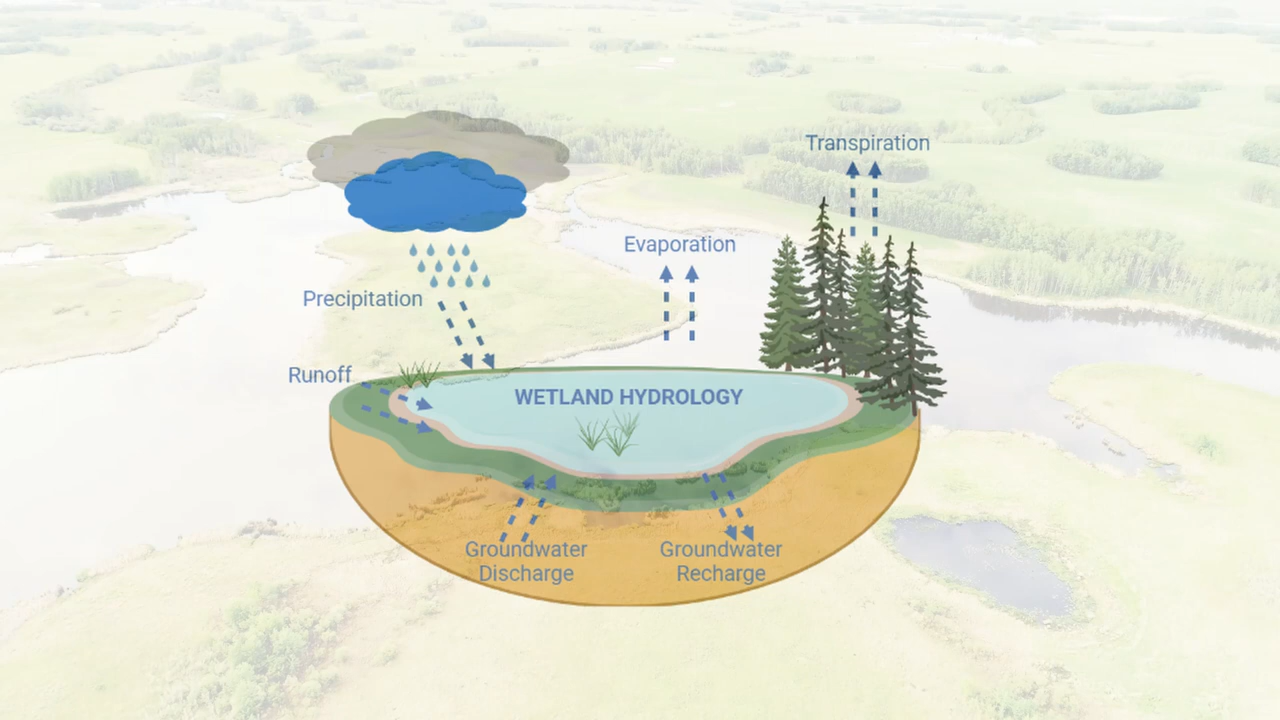 Transpiration
Evaporation
Precipitation
Runoff
WETLAND HYDROLOGY
Groundwater
Discharge
Groundwater
Recharge